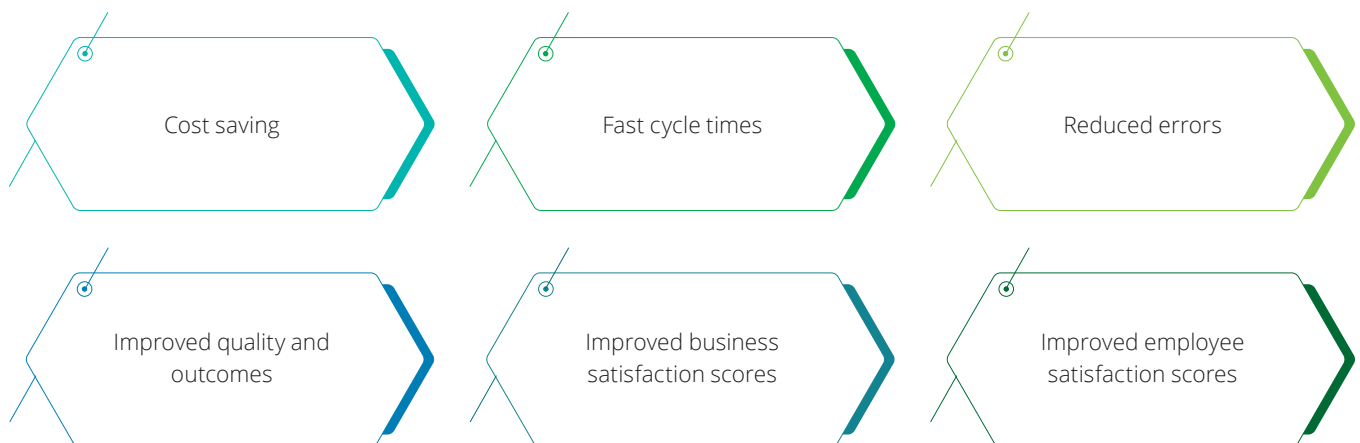 Cost saving
Fast cycle times
Reduced errors
Improved quality and
outcomes
Improved business
satisfaction scores
Improved employee
satisfaction scores